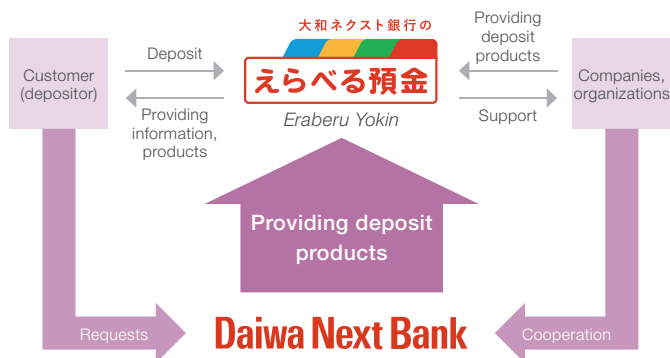 大和ネクスト銀行の
えらべる預金
Eraberu Yokin
Customer
(depositor)
Deposit
Providing
information,
products
Providing
deposit
products
Support
Companies,
organizations
Providing deposit
products
Requests
Daiwa Next Bank
Cooperation